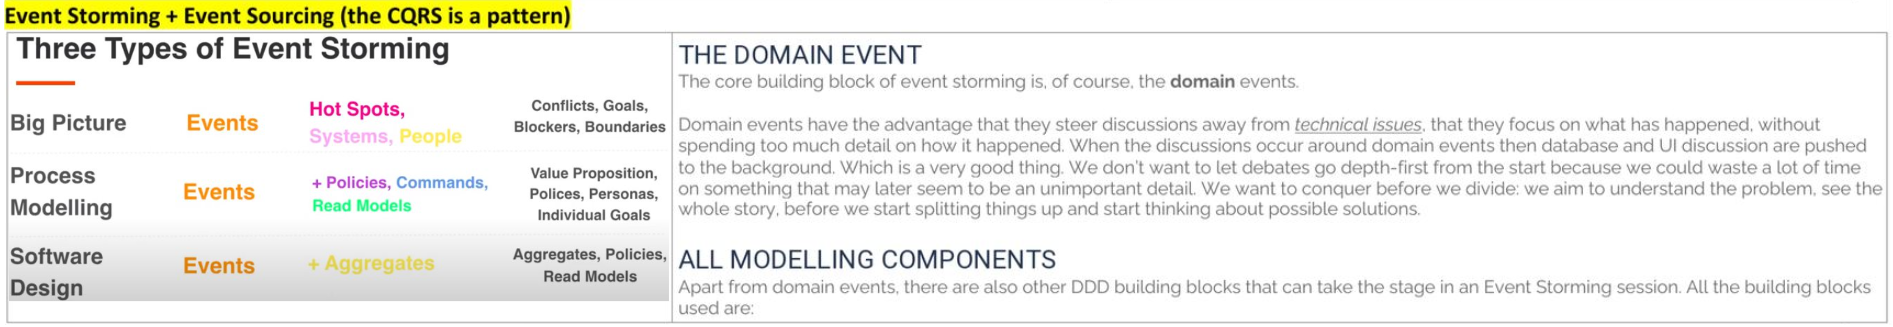 Event Storming + Event Sourcing (the CQRS is a pattern)
Three Types of Event Storming
Big Picture
Events
Hot Spots,
Systems, People
Conflicts, Goals,
Blockers, Boundaries
Process
Modelling
Events
+ Policies, Commands,
Read Models
Value Proposition,
Polices, Personas,
Individual Goals
Software
Design
Events
+ Aggregates
Aggregates, Policies,
Read Models
THE DOMAIN EVENT
The core building block of event storming is, of course, the domain events.
Domain events have the advantage that they steer discussions away from technical issues, that they focus on what has happened, without
spending too much detail on how it happened. When the discussions occur around domain events then database and UI discussion are pushed
to the background. Which is a very good thing. We don't want to let debates go depth-first from the start because we could waste a lot of time
on something that may later seem to be an unimportant detail. We want to conquer before we divide: we aim to understand the problem, see the
whole story, before we start splitting things up and start thinking about possible solutions.
ALL MODELLING COMPONENTS
Apart from domain events, there are also other DDD building blocks that can take the stage in an Event Storming session. All the building blocks
used are: